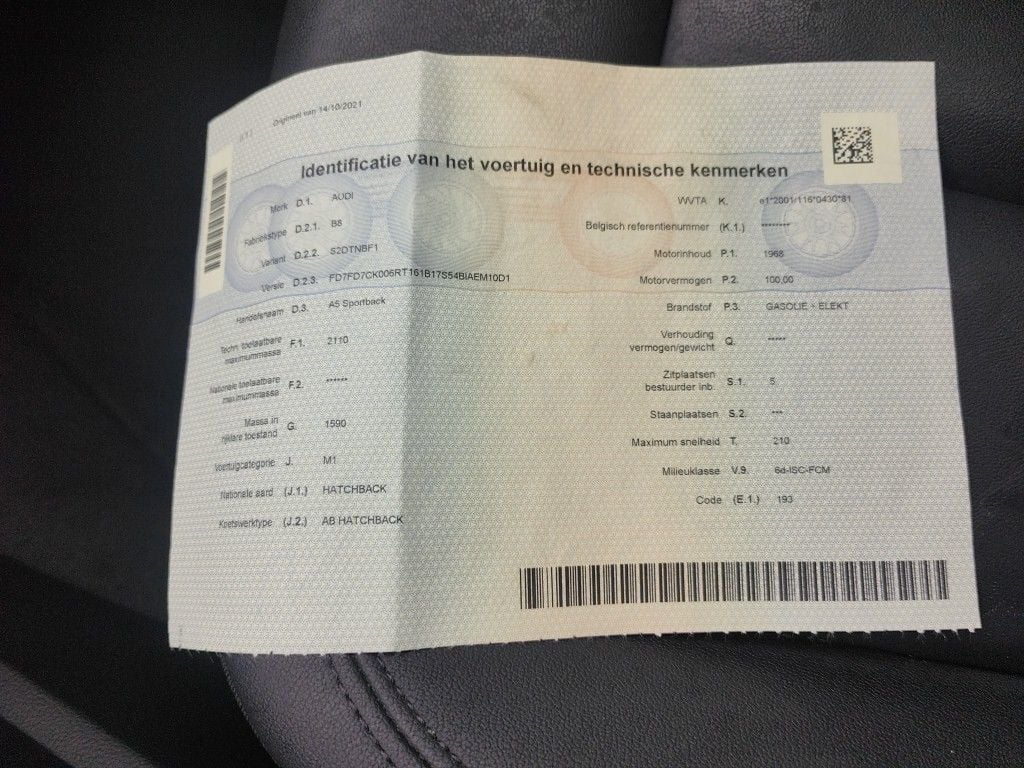 Origineel van 14/10/2021
Identificatie van het voertuig en technische kenmerken
Merk D.1. AUDI
Fabriekstype D.2.1. B8
Variant D.2.2. S2DTNBF1
Versie D.2.3. FD7FD7CK006RT161B17S54BIAEM10D1
Handelsnaam D.3. A5 Sportback
Techn. toelaatbare
maximummassa F.1. 2110
Nationale toelaatbare
maximummassa F.2. ******
Massa in
rijklare toestand G. 1590
Voertuigcategorie J. M1
Nationale aard (J.1.) HATCHBACK
Koetswerktype (J.2.) AB HATCHBACK
WVTA K. e1*2001/116*0430*81
Belgisch referentienummer (K.1.) ********
Motorinhoud P.1. 1968
Motorvermogen P.2. 100,00
Brandstof P.3. GASOLIE + ELEKT
Verhouding
vermogen/gewicht Q. *****
Zitplaatsen
bestuurder inb. S.1. 5
Staanplaatsen S.2. ***
Maximum snelheid T. 210
Milieuklasse V.9. 6d-ISC-FCM
Code (E.1.) 193